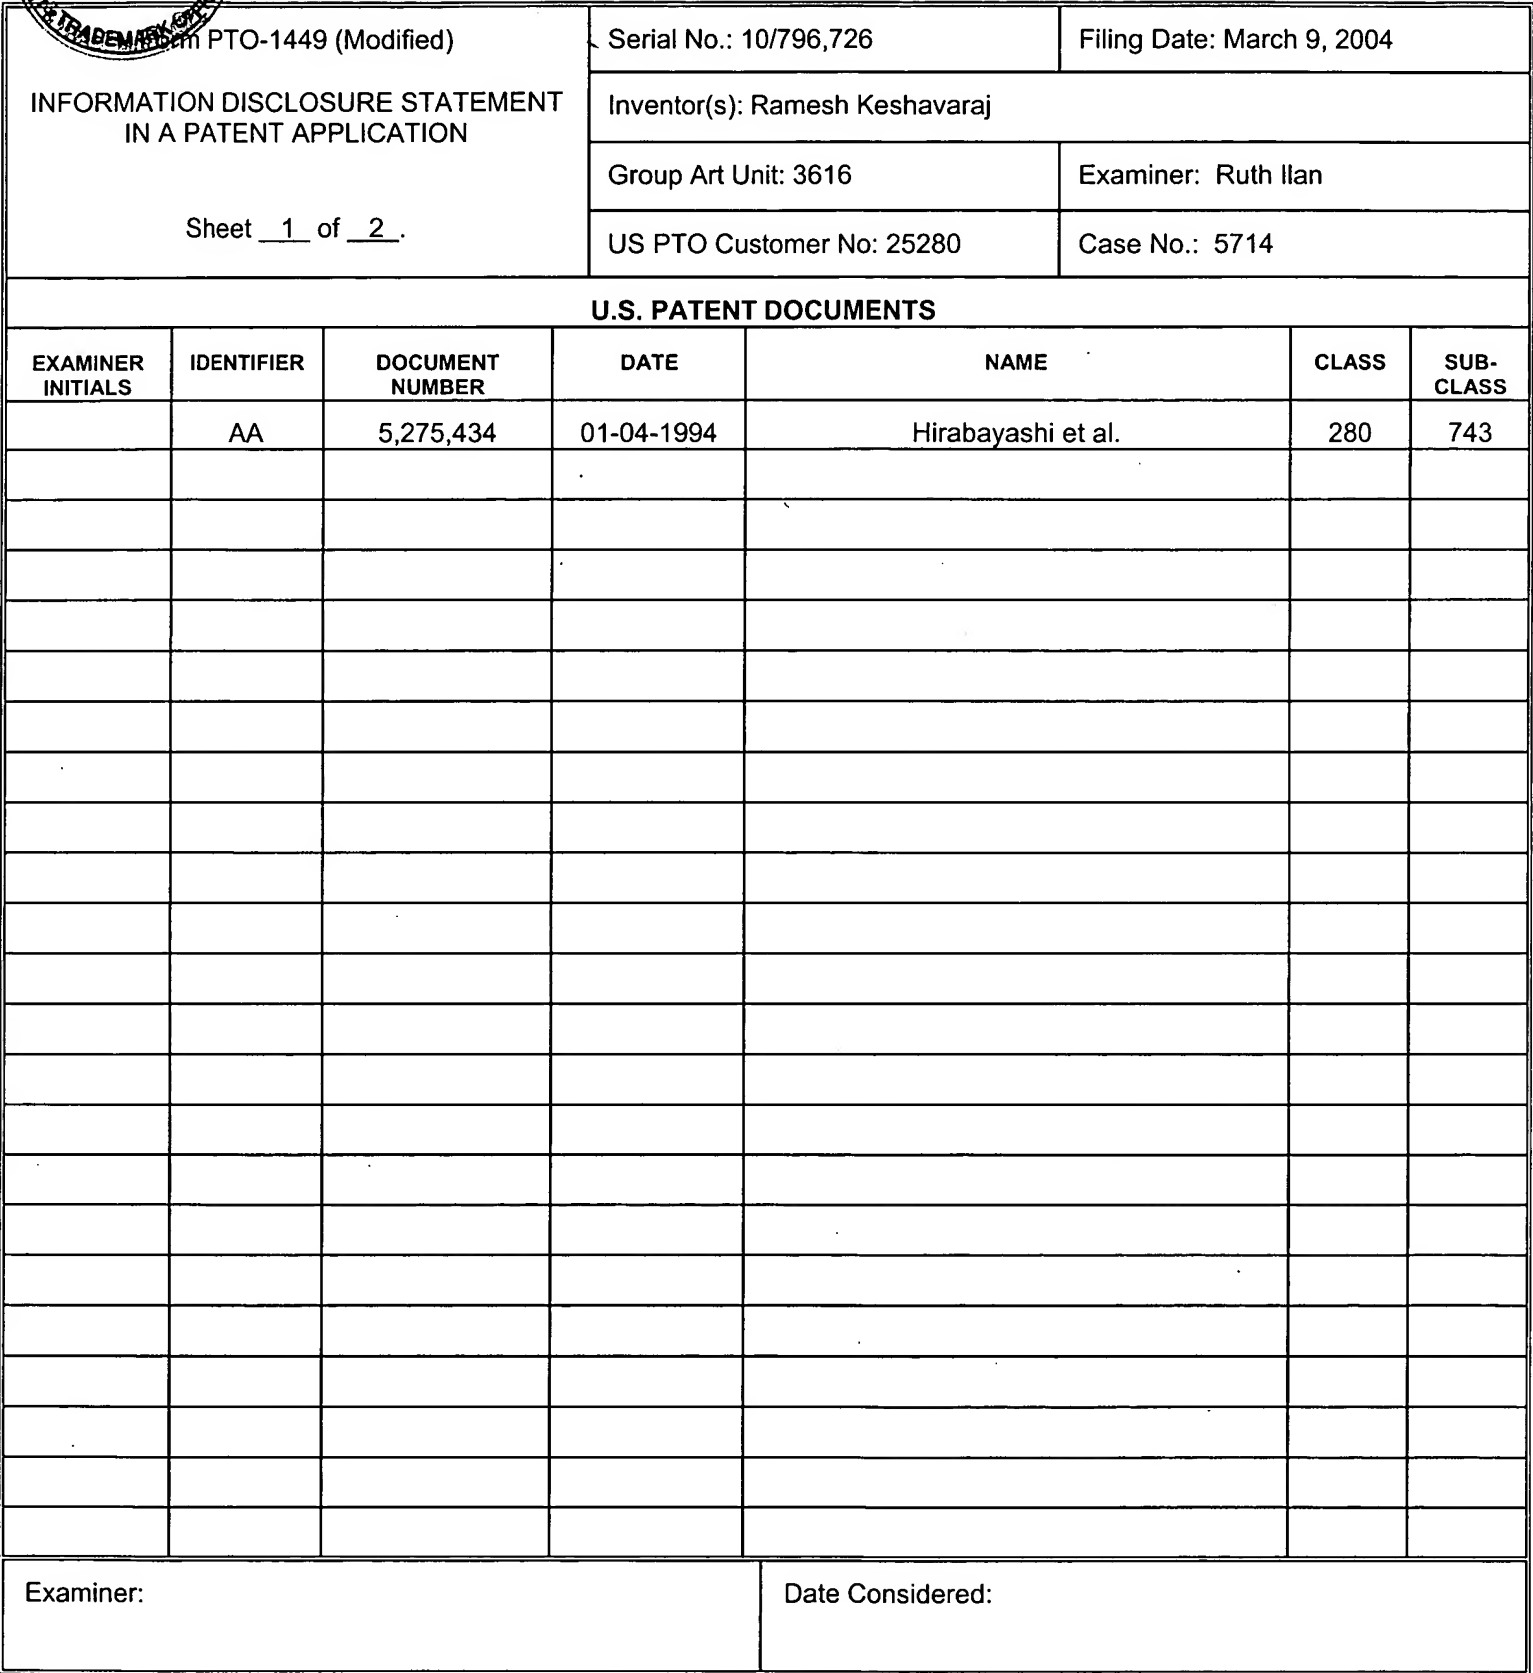 & TRADEMARK OFF
Form PTO-1449 (Modified)
INFORMATION DISCLOSURE STATEMENT
IN A PATENT APPLICATION
Sheet 1 of 2.
Serial No.: 10/796,726
Filing Date: March 9, 2004
Inventor(s): Ramesh Keshavaraj
Group Art Unit: 3616
Examiner: Ruth Ilan
US PTO Customer No: 25280
Case No.: 5714
U.S. PATENT DOCUMENTS
EXAMINER
INITIALS
IDENTIFIER
DOCUMENT
NUMBER
DATE
NAME
CLASS
SUB-
CLASS
AA 5,275,434 01-04-1994 Hirabayashi et al. 280 743
Examiner:
Date Considered: